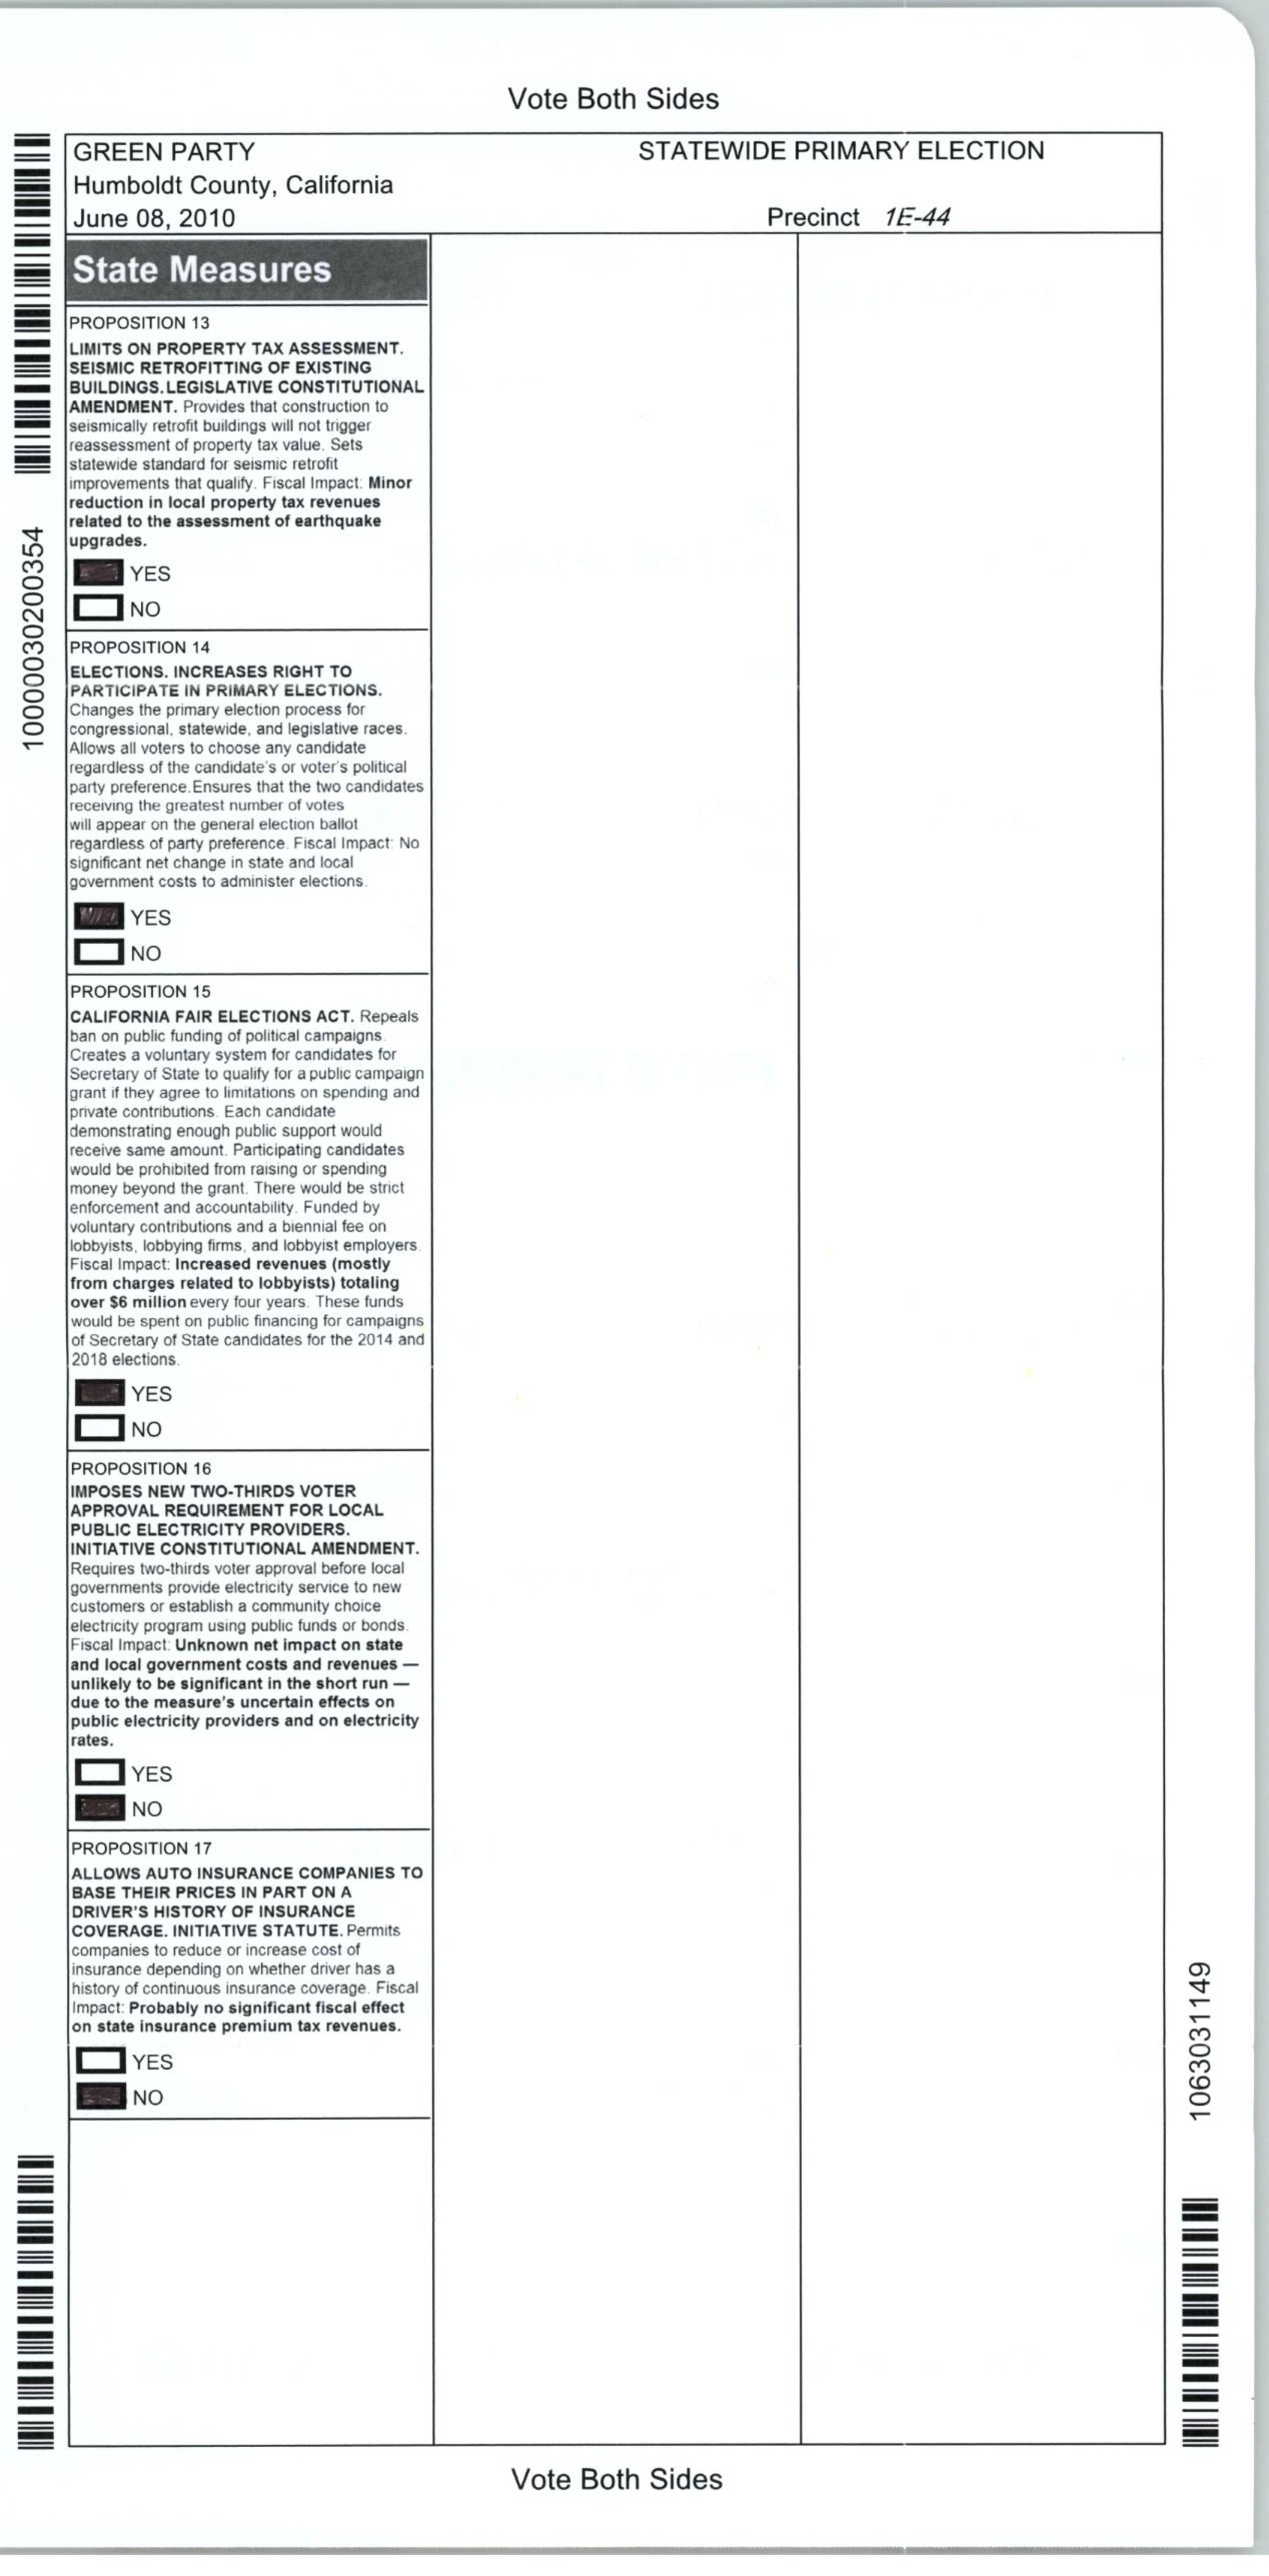 Vote Both Sides
GREEN PARTY
STATEWIDE PRIMARY ELECTION
Humboldt County, California
June 08, 2010
Precinct 1E-44
State Measures
PROPOSITION 13
LIMITS ON PROPERTY TAX ASSESSMENT.
SEISMIC RETROFITTING OF EXISTING
BUILDINGS.LEGISLATIVE CONSTITUTIONAL
AMENDMENT. Provides that construction to
seismically retrofit buildings will not trigger
reassessment of property tax value. Sets
statewide standard for seismic retrofit
improvements that qualify. Fiscal Impact: Minor
reduction in local property tax revenues
related to the assessment of earthquake
upgrades.
YES
NO
PROPOSITION 14
ELECTIONS. INCREASES RIGHT TO
PARTICIPATE IN PRIMARY ELECTIONS.
Changes the primary election process for
congressional, statewide, and legislative races.
Allows all voters to choose any candidate
regardless of the candidate's or voter's political
party preference.Ensures that the two candidates
receiving the greatest number of votes
will appear on the general election ballot
regardless of party preference. Fiscal Impact: No
significant net change in state and local
government costs to administer elections.
YES
NO
PROPOSITION 15
CALIFORNIA FAIR ELECTIONS ACT. Repeals
ban on public funding of political campaigns.
Creates a voluntary system for candidates for
Secretary of State to qualify for a public campaign
grant if they agree to limitations on spending and
private contributions. Each candidate
demonstrating enough public support would
receive same amount. Participating candidates
would be prohibited from raising or spending
money beyond the grant. There would be strict
enforcement and accountability. Funded by
voluntary contributions and a biennial fee on
lobbyists, lobbying firms, and lobbyist employers.
Fiscal Impact: Increased revenues (mostly
from charges related to lobbyists) totaling
over $6 million every four years. These funds
would be spent on public financing for campaigns
of Secretary of State candidates for the 2014 and
2018 elections.
YES
NO
PROPOSITION 16
IMPOSES NEW TWO-THIRDS VOTER
APPROVAL REQUIREMENT FOR LOCAL
PUBLIC ELECTRICITY PROVIDERS.
INITIATIVE CONSTITUTIONAL AMENDMENT.
Requires two-thirds voter approval before local
governments provide electricity service to new
customers or establish a community choice
electricity program using public funds or bonds.
Fiscal Impact: Unknown net impact on state
and local government costs and revenues —
unlikely to be significant in the short run —
due to the measure's uncertain effects on
public electricity providers and on electricity
rates.
YES
NO
PROPOSITION 17
ALLOWS AUTO INSURANCE COMPANIES TO
BASE THEIR PRICES IN PART ON A
DRIVER'S HISTORY OF INSURANCE
COVERAGE. INITIATIVE STATUTE. Permits
companies to reduce or increase cost of
insurance depending on whether driver has a
history of continuous insurance coverage. Fiscal
Impact: Probably no significant fiscal effect
on state insurance premium tax revenues.
YES
NO
10000030200354
1063031149
Vote Both Sides